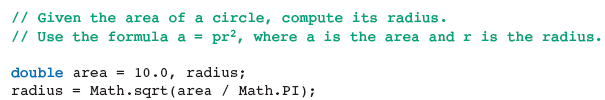 // Given the area of a circle, compute its radius.
// Use the formula a = pr², where a is the area and r is the radius.
double area = 10.0, radius;
radius = Math.sqrt(area / Math.PI);